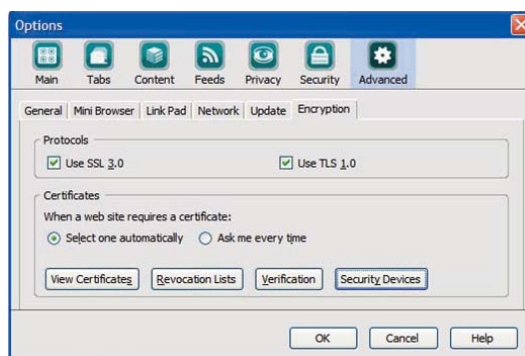 Options
Main Tabs Content Feeds Privacy Security Advanced
General Mini Browser Link Pad Network Update Encryption
Protocols
Use SSL 3.0 Use TLS 1.0
Certificates
When a web site requires a certificate:
Select one automatically Ask me every time
View Certificates Revocation Lists Verification Security Devices
OK Cancel Help